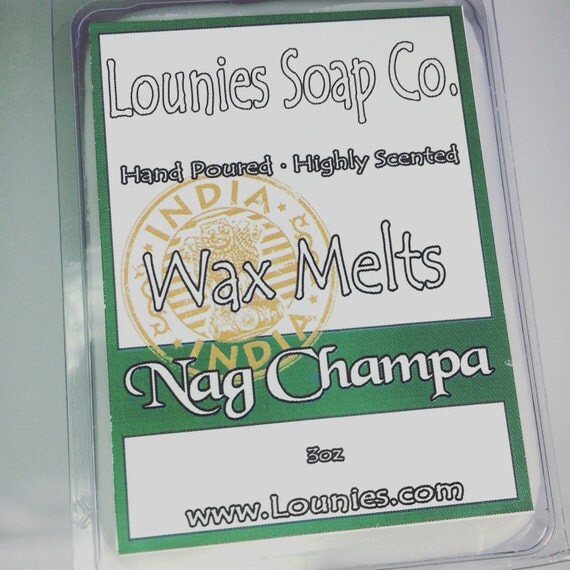 Lounies Soap Co.
Hand Poured · Highly Scented
INDIA
Wax Melts
INDIA
Nag Champa
3oz
www.Lounies.com